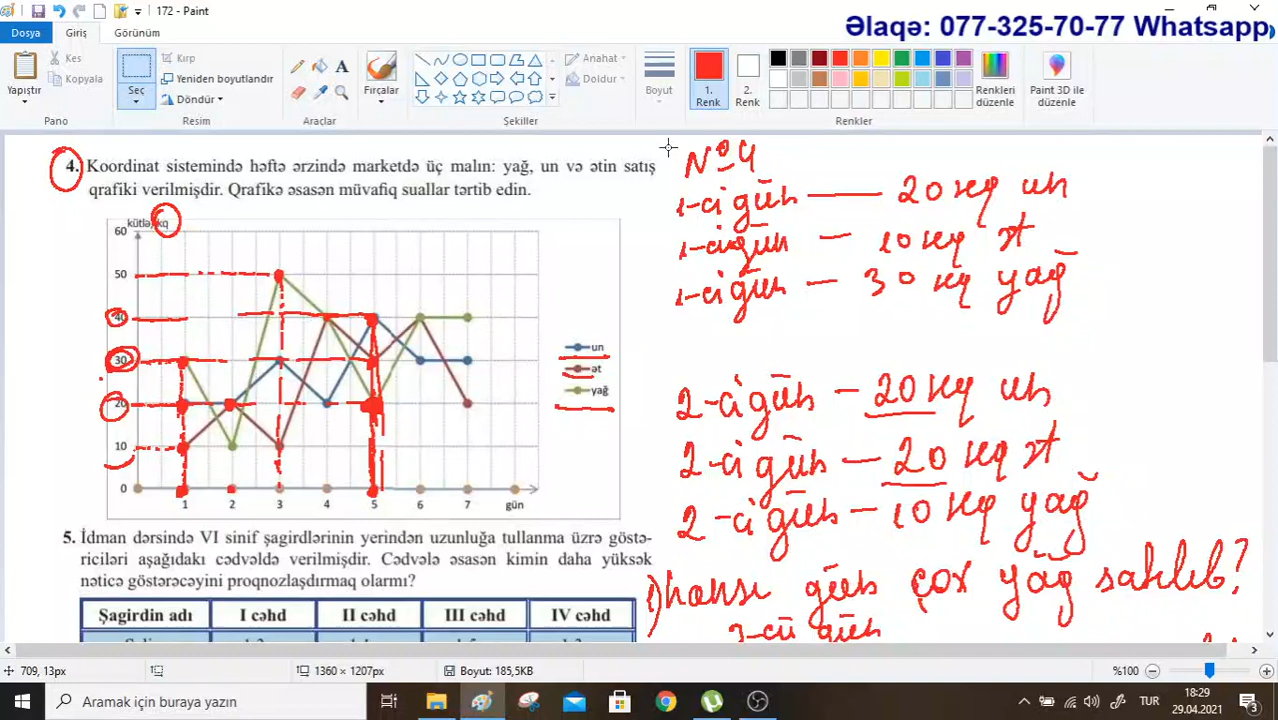 172 - Paint
Əlaqə: 077-325-70-77 Whatsapp
Dosya
Giriş
Görünüm
Yapıştır
Kes
Kopyala
Seç
Kırp
Yeniden boyutlandır
Döndür
A
Fırçalar
Anahat
Doldur
Boyut
1. Renk
2. Renk
Renkleri düzenle
Paint 3D ile düzenle
Pano
Resim
Araçlar
Şekiller
Renkler
4. Koordinat sistemində həftə ərzində marketdə üç malın: yağ, un və ətin satış
qrafiki verilmişdir. Qrafikə əsasən müvafiq suallar tərtib edin.
kütlə, kq
60
50
40
30
20
10
0
1 2 3 4 5 6 7 gün
un
ət
yağ
№4
1-ci gün — 20 kq un
1-ci gün — 10 kq ət
1-ci gün — 30 kq yağ
2-ci gün — 20 kq un
2-ci gün — 20 kq ət
2-ci gün — 10 kq yağ
1) hansı gün çox yağ satılıb?
3-cü gün
5. İdman dərsində VI sinif şagirdlərinin yerindən uzunluğa tullanma üzrə göstə-
riciləri aşağıdakı cədvəldə verilmişdir. Cədvələ əsasən kimin daha yüksək
nəticə göstərəcəyini proqnozlaşdırmaq olarmı?
Şagirdin adı I cəhd II cəhd III cəhd IV cəhd
709, 13px
1360 × 1207px
Boyut: 185,5KB
%100
Aramak için buraya yazın
TUR
18:29
29.04.2021
3